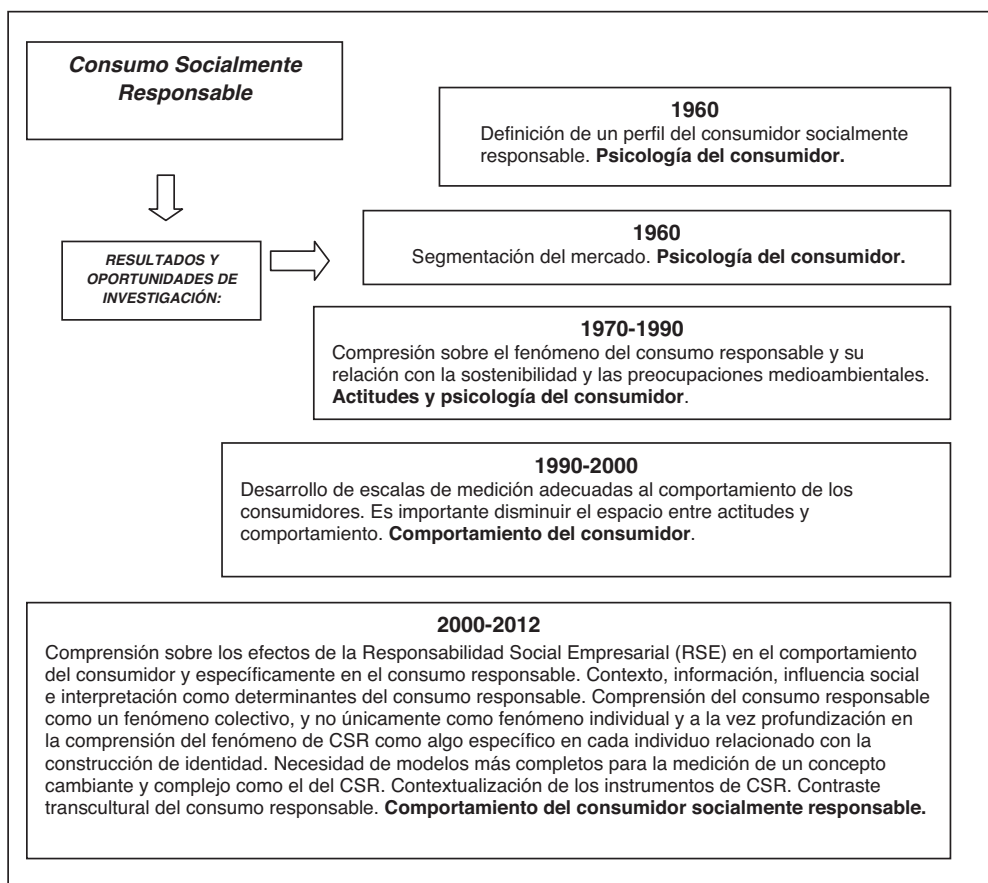 Consumo Socialmente
Responsable
1960
Definición de un perfil del consumidor socialmente
responsable. Psicología del consumidor.
RESULTADOS Y
OPORTUNIDADES DE
INVESTIGACIÓN:
1960
Segmentación del mercado. Psicología del consumidor.
1970-1990
Compresión sobre el fenómeno del consumo responsable y su
relación con la sostenibilidad y las preocupaciones medioambientales.
Actitudes y psicología del consumidor.
1990-2000
Desarrollo de escalas de medición adecuadas al comportamiento de los
consumidores. Es importante disminuir el espacio entre actitudes y
comportamiento. Comportamiento del consumidor.
2000-2012
Comprensión sobre los efectos de la Responsabilidad Social Empresarial (RSE) en el comportamiento
del consumidor y específicamente en el consumo responsable. Contexto, información, influencia social
e interpretación como determinantes del consumo responsable. Comprensión del consumo responsable
como un fenómeno colectivo, y no únicamente como fenómeno individual y a la vez profundización en
la comprensión del fenómeno de CSR como algo específico en cada individuo relacionado con la
construcción de identidad. Necesidad de modelos más completos para la medición de un concepto
cambiante y complejo como el del CSR. Contextualización de los instrumentos de CSR. Contraste
transcultural del consumo responsable. Comportamiento del consumidor socialmente responsable.